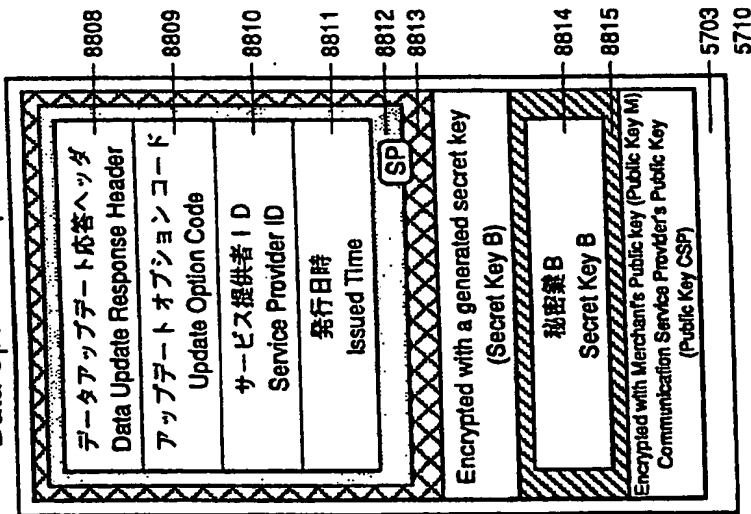 データアップデート応答ヘッダ
Data Update Response Header
アップデートオプションコード
Update Option Code
サービス提供者 ID
Service Provider ID
発行日時
Issued Time
SP
Encrypted with a generated secret key
(Secret Key B)
秘密鍵 B
Secret Key B
Encrypted with Merchant's Public Key (Public Key M)
Communication Service Provider's Public Key
(Public Key CSP)
8808
8809
8810
8811
8812
8813
8814
8815
5703
5710